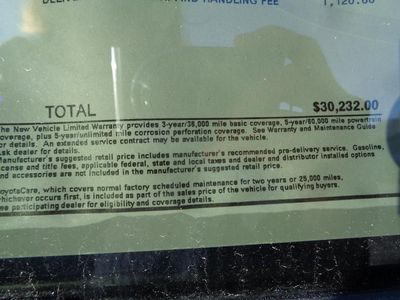 AND HANDLING FEE
TOTAL $30,232.00
he New Vehicle Limited Warranty provides 3-year/36,000 mile basic coverage, 5-year/60,000 mile powertrain
overage, plus 5-year/unlimited mile corrosion perforation coverage. See Warranty and Maintenance Guide
or details. An extended service contract may be available for the vehicle.
sk dealer for details.
anufacturer's suggested retail price includes manufacturer's recommended pre-delivery service. Gasoline,
icense and title fees, applicable federal, state and local taxes and dealer and distributor installed options
nd accessories are not included in the manufacturer's suggested retail price.
oyotaCare, which covers normal factory scheduled maintenance for two years or 25,000 miles,
hichever occurs first, is included as part of the sales price of the vehicle for qualifying buyers.
ee participating dealer for eligibility and coverage details.